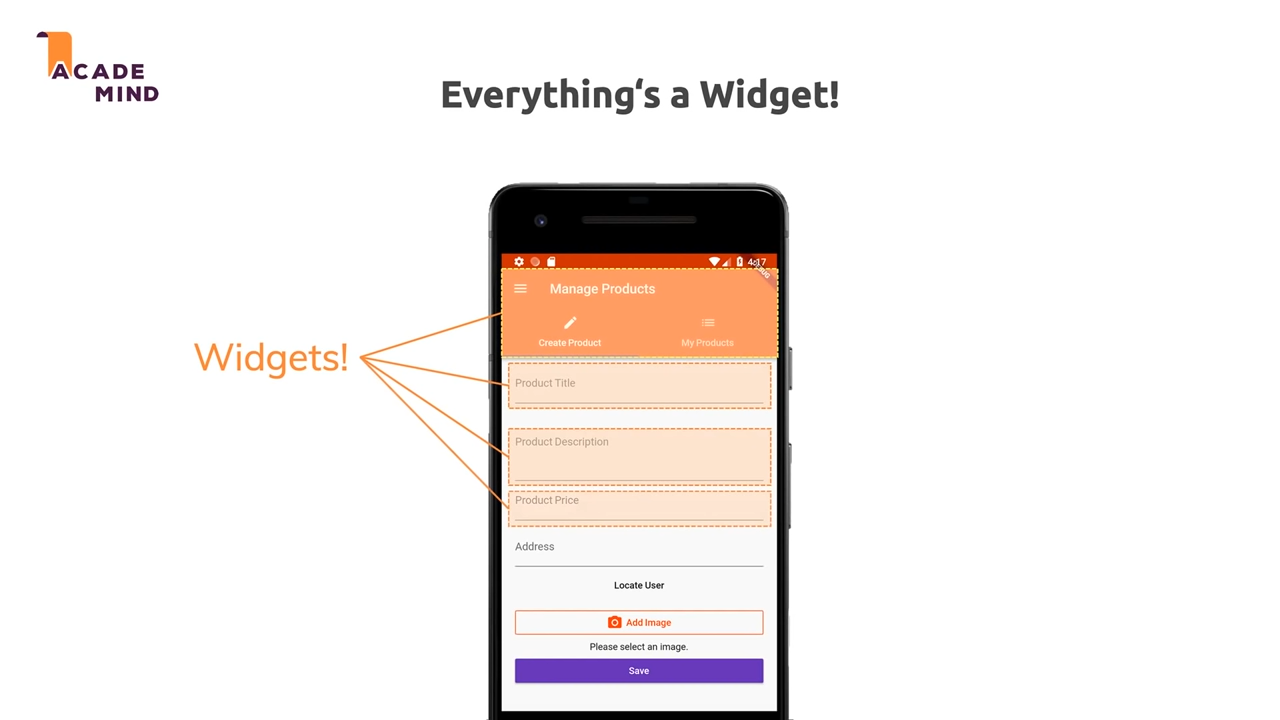 ACADE
MIND
Everything‘s a Widget!
4:17
DEBUG
Manage Products
Create Product
My Products
Widgets!
Product Title
Product Description
Product Price
Address
Locate User
Add Image
Please select an image.
Save